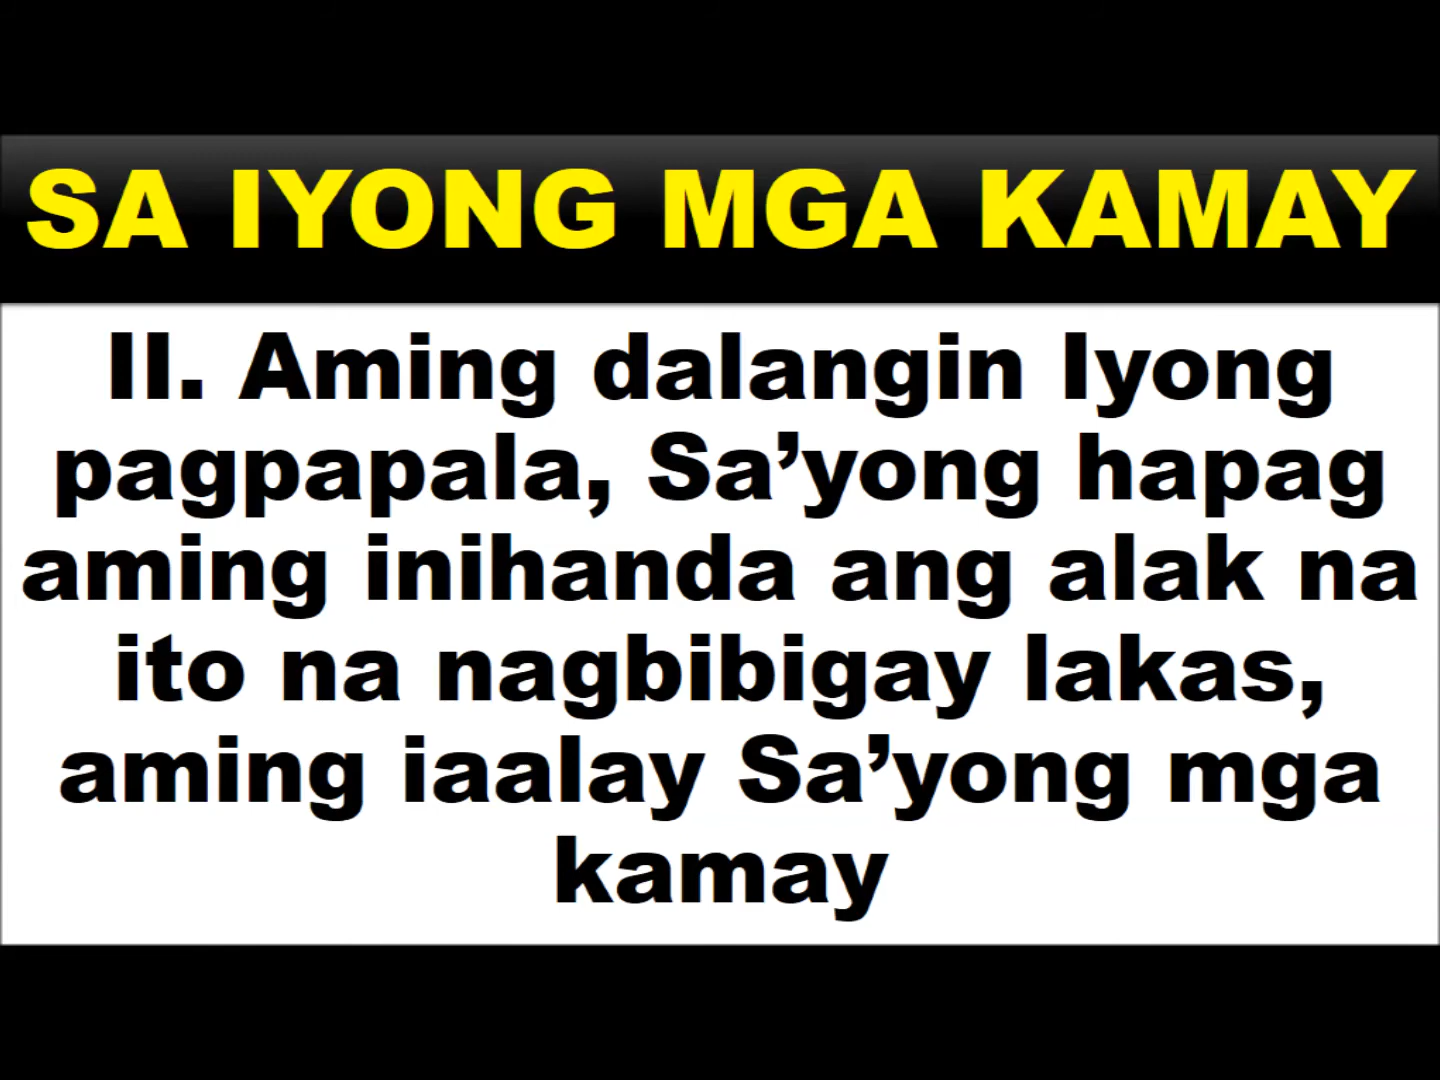 SA IYONG MGA KAMAY
II. Aming dalangin Iyong
pagpapala, Sa’yong hapag
aming inihanda ang alak na
ito na nagbibigay lakas,
aming iaalay Sa’yong mga
kamay